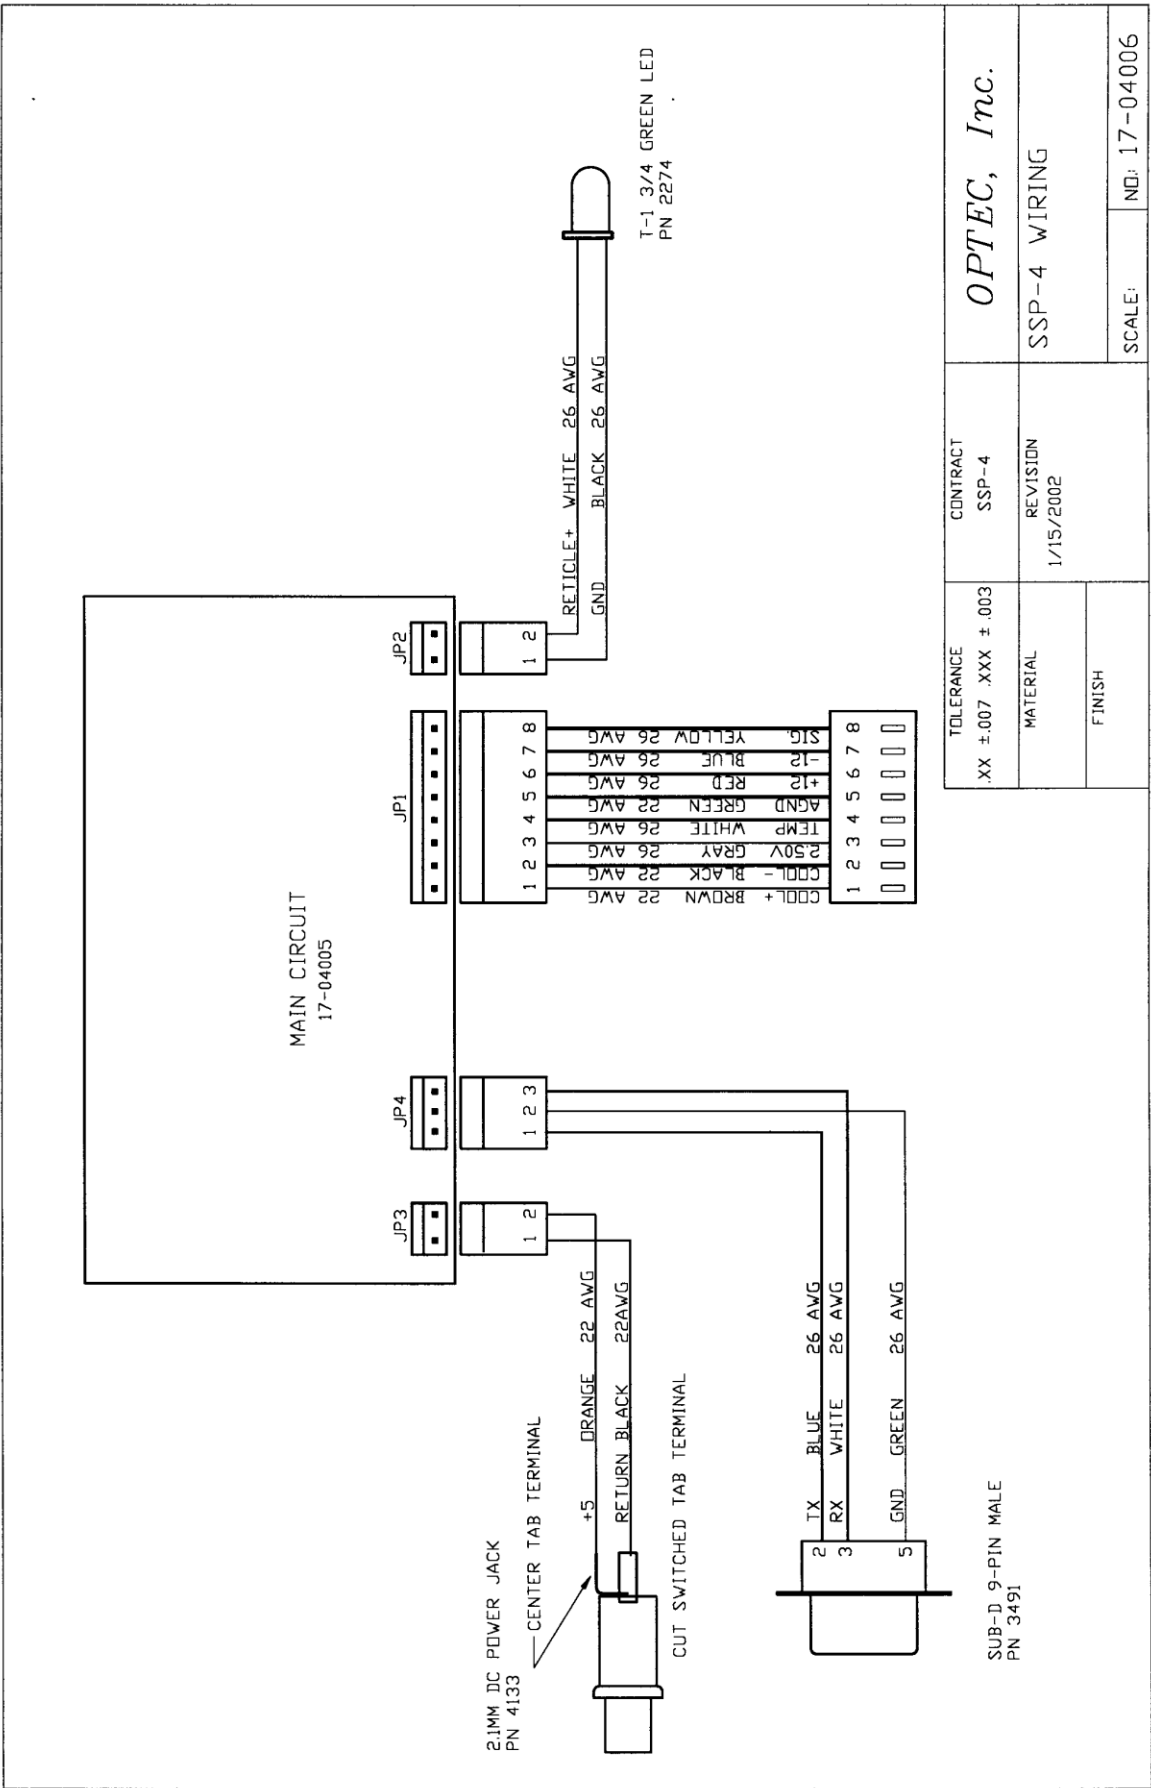 MAIN CIRCUIT
17-04005
JP3
JP4
JP1
JP2
1 2
1 2 3
1 2 3 4 5 6 7 8
1 2
2.1MM DC POWER JACK
PN 4133
CENTER TAB TERMINAL
+5 ORANGE 22 AWG
RETURN BLACK 22AWG
CUT SWITCHED TAB TERMINAL
TX BLUE 26 AWG
RX WHITE 26 AWG
GND GREEN 26 AWG
2
3
5
SUB-D 9-PIN MALE
PN 3491
COOL+ BROWN 22 AWG
COOL- BLACK 22 AWG
2.50V GRAY 26 AWG
TEMP WHITE 26 AWG
AGND GREEN 22 AWG
+12 RED 26 AWG
-12 BLUE 26 AWG
SIG. YELLOW 26 AWG
1 2 3 4 5 6 7 8
RETICLE+ WHITE 26 AWG
GND BLACK 26 AWG
T-1 3/4 GREEN LED
PN 2274
TOLERANCE
.XX ±.007 .XXX ±.003
MATERIAL
FINISH
CONTRACT
SSP-4
REVISION
1/15/2002
OPTEC, Inc.
SSP-4 WIRING
SCALE:
NO.: 17-04006